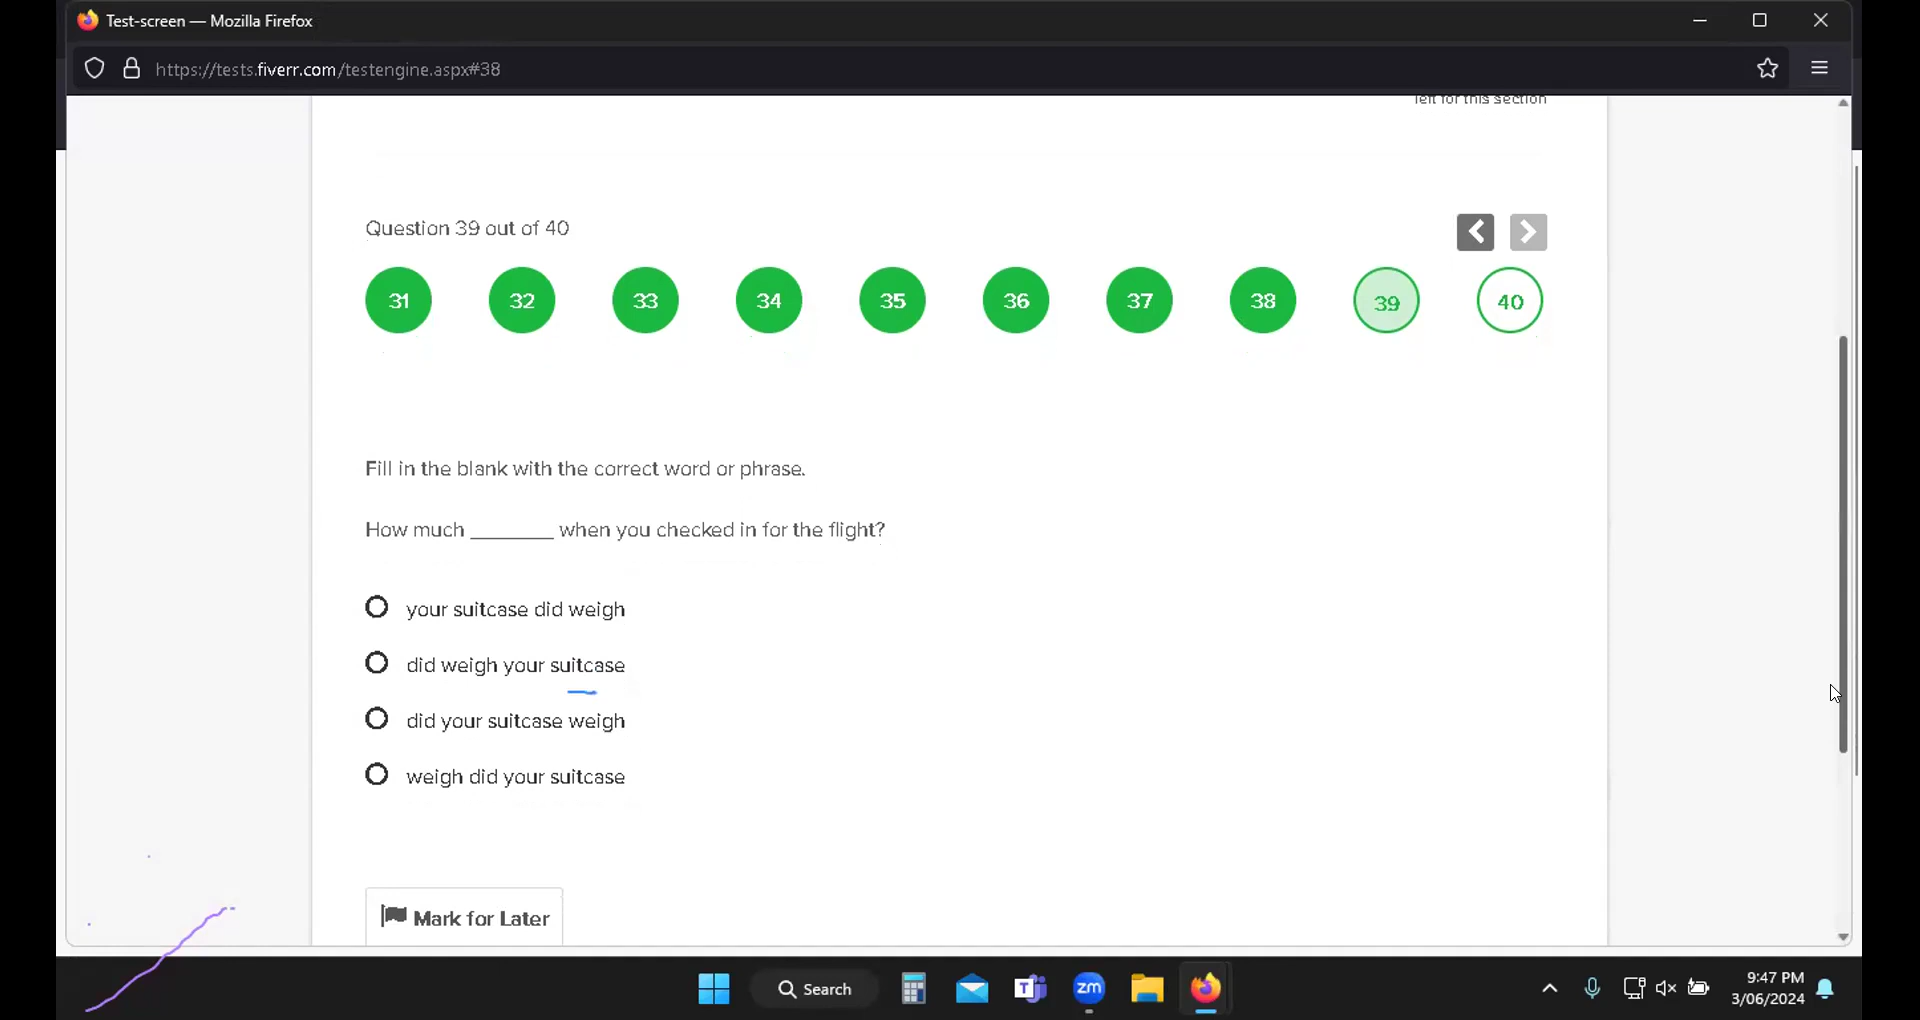 Test-screen — Mozilla Firefox
https://tests.fiverr.com/testengine.aspx#38
left for this section
Question 39 out of 40
31 32 33 34 35 36 37 38 39 40
Fill in the blank with the correct word or phrase.
How much ________ when you checked in for the flight?
your suitcase did weigh
did weigh your suitcase
did your suitcase weigh
weigh did your suitcase
Mark for Later
Search
T
zm
9:47 PM
3/06/2024